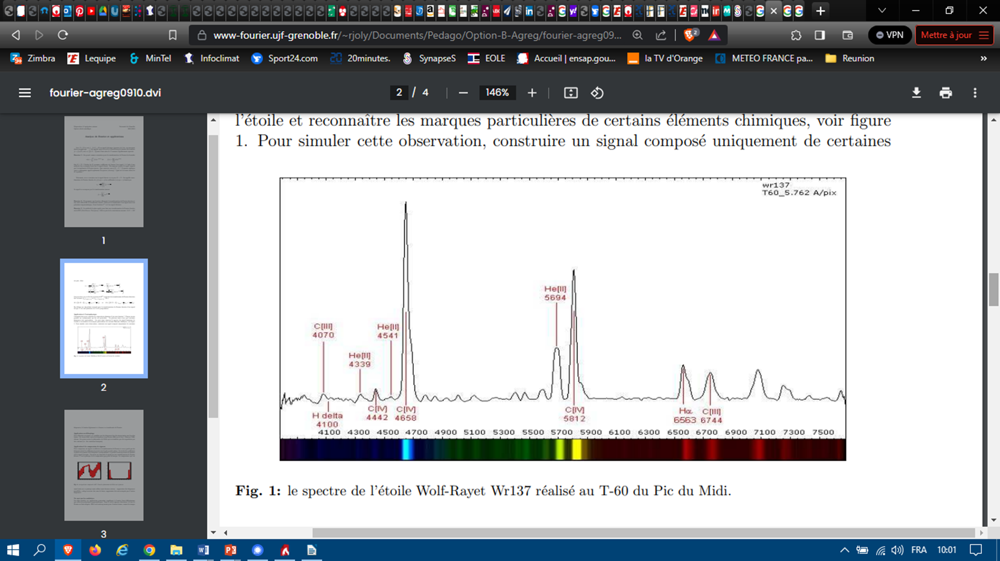 www-fourier.ujf-grenoble.fr/~rjoly/Documents/Pedago/Option-B-Agreg/fourier-agreg09...
2
VPN
Mettre à jour
Zimbra
Lequipe
MinTel
Infoclimat
Sport24.com
20minutes.
SynapseS
EOLE
Accueil | ensap.gou...
la TV d'Orange
METEO FRANCE pa...
Reunion
»
fourier-agreg0910.dvi
2 / 4
146%
1
2
3
l'étoile et reconnaître les marques particulières de certains éléments chimiques, voir figure
1. Pour simuler cette observation, construire un signal composé uniquement de certaines
wr137
T60_5.762 A/pix
He[II]
5694
C[III]
4070
He[II]
4541
He[II]
4339
C[IV]
4442
C[IV]
4658
H delta
4100
C[IV]
5812
Hα
6563
C[III]
6744
4100 4300 4500 4700 4900 5100 5300 5500 5700 5900 6100 6300 6500 6700 6900 7100 7300 7500
Fig. 1: le spectre de l'étoile Wolf-Rayet Wr137 réalisé au T-60 du Pic du Midi.
FRA
10:01